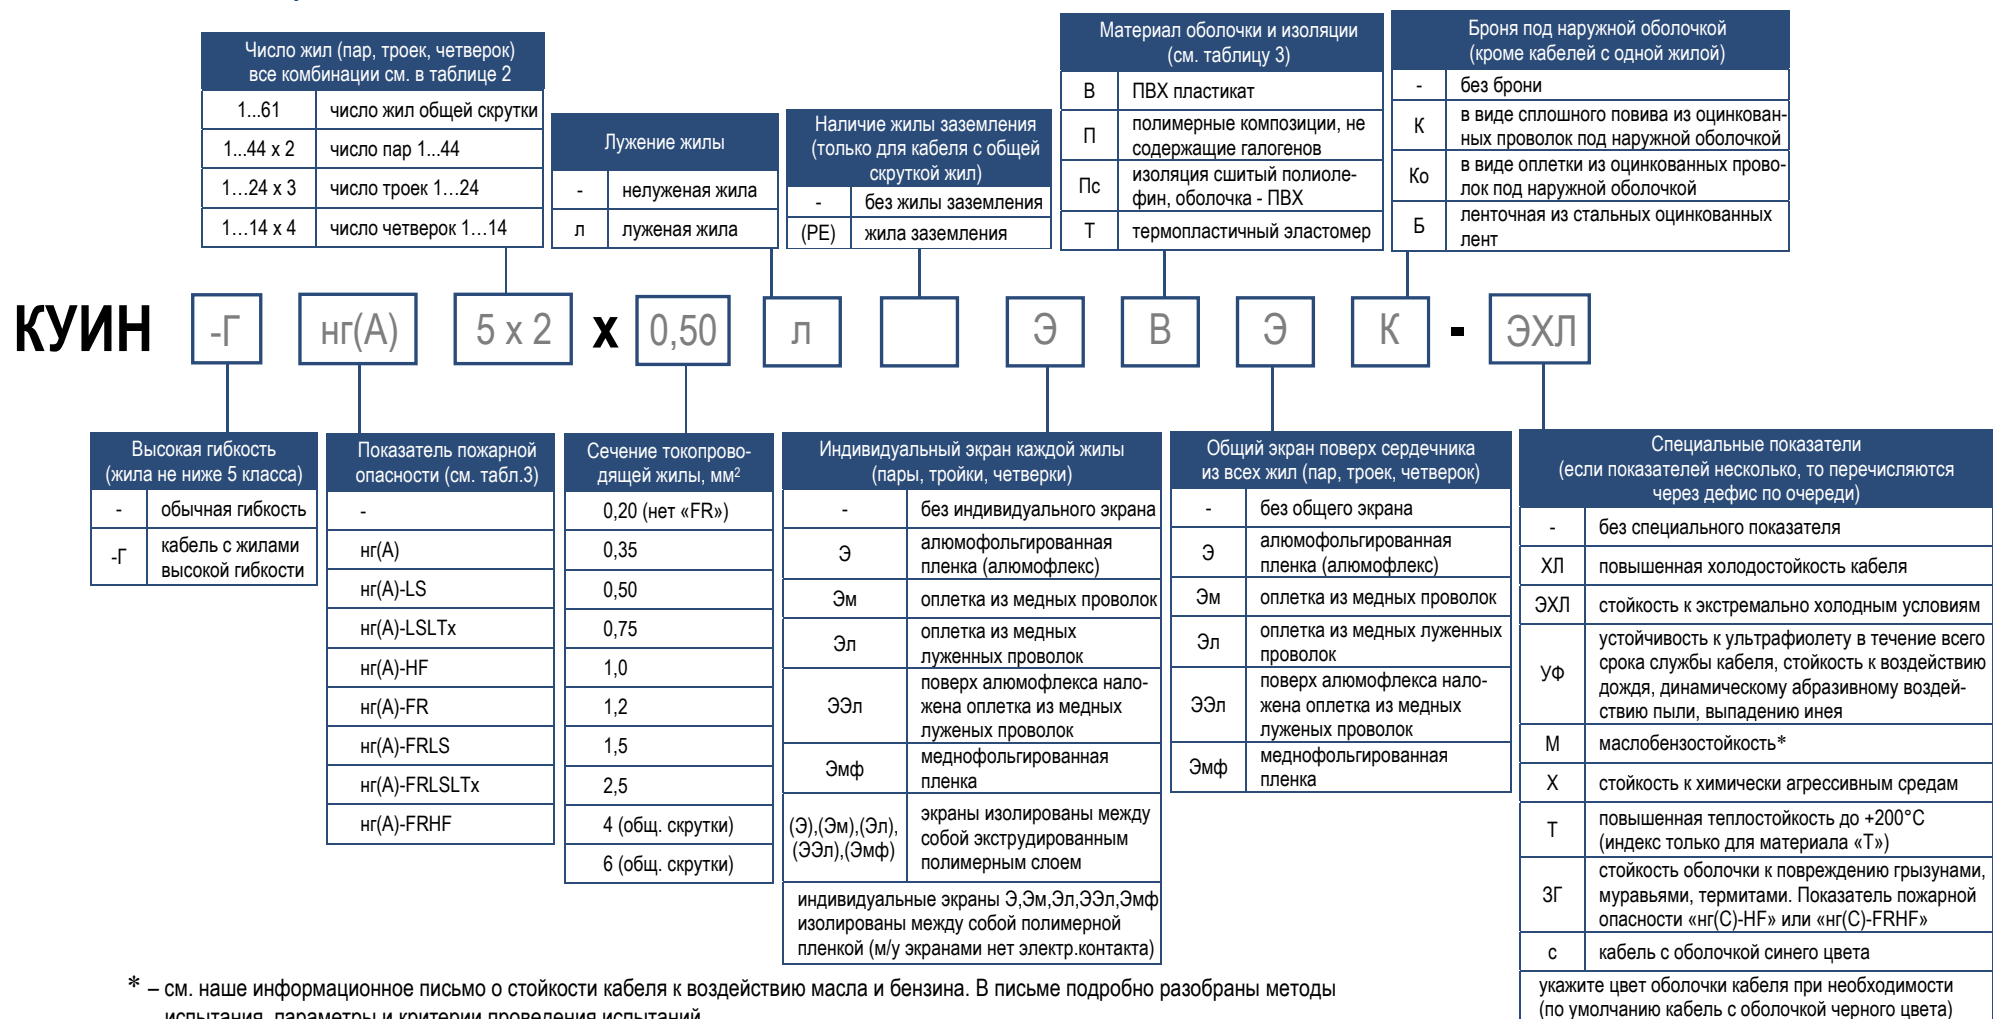 Число жил (пар, троек, четверок)
все комбинации см. в таблице 2
1...61 число жил общей скрутки
1...44 х 2 число пар 1...44
1…24 х 3 число троек 1…24
1…14 х 4 число четверок 1…14
Лужение жилы
- нелуженая жила
л луженая жила
Наличие жилы заземления
(только для кабеля с общей
скруткой жил)
- без жилы заземления
(PE) жила заземления
Материал оболочки и изоляции
(см. таблицу 3)
В ПВХ пластикат
П полимерные композиции, не
содержащие галогенов
Пс изоляция сшитый полиоле-
фин, оболочка - ПВХ
Т термопластичный эластомер
Броня под наружной оболочкой
(кроме кабелей с одной жилой)
- без брони
К в виде сплошного повива из оцинкован-
ных проволок под наружной оболочкой
Ко в виде оплетки из оцинкованных прово-
лок под наружной оболочкой
Б ленточная из стальных оцинкованных
лент
КУИН -Г нг(А) 5 х 2 х 0,50 л Э В Э К - ЭХЛ
Высокая гибкость
(жила не ниже 5 класса)
- обычная гибкость
-Г кабель с жилами
высокой гибкости
Показатель пожарной
опасности (см. табл.3)
-
нг(А)
нг(А)-LS
нг(А)-LSLTx
нг(А)-HF
нг(А)-FR
нг(А)-FRLS
нг(А)-FRLSLTx
нг(А)-FRHF
Сечение токопрово-
дящей жилы, мм²
0,20 (нет «FR»)
0,35
0,50
0,75
1,0
1,2
1,5
2,5
4 (общ. скрутки)
6 (общ. скрутки)
Индивидуальный экран каждой жилы
(пары, тройки, четверки)
- без индивидуального экрана
Э алюмофольгированная
пленка (алюмофлекс)
Эм оплетка из медных проволок
Эл оплетка из медных
луженных проволок
ЭЭл поверх алюмофлекса нало-
жена оплетка из медных
луженых проволок
Эмф меднофольгированная
пленка
(Э),(Эм),(Эл),
(ЭЭл),(Эмф) экраны изолированы между
собой экструдированным
полимерным слоем
индивидуальные экраны Э,Эм,Эл,ЭЭл,Эмф
изолированы между собой полимерной
пленкой (м/у экранами нет электр.контакта)
Общий экран поверх сердечника
из всех жил (пар, троек, четверок)
- без общего экрана
Э алюмофольгированная
пленка (алюмофлекс)
Эм оплетка из медных проволок
Эл оплетка из медных луженных
проволок
ЭЭл поверх алюмофлекса нало-
жена оплетка из медных
луженых проволок
Эмф меднофольгированная
пленка
Специальные показатели
(если показателей несколько, то перечисляются
через дефис по очереди)
- без специального показателя
ХЛ повышенная холодостойкость кабеля
ЭХЛ стойкость к экстремально холодным условиям
УФ устойчивость к ультрафиолету в течение всего
срока службы кабеля, стойкость к воздействию
дождя, динамическому абразивному воздей-
ствию пыли, выпадению инея
М маслобензостойкость*
Х стойкость к химически агрессивным средам
Т повышенная теплостойкость до +200°С
(индекс только для материала «Т»)
ЗГ стойкость оболочки к повреждению грызунами,
муравьями, термитами. Показатель пожарной
опасности «нг(С)-HF» или «нг(С)-FRHF»
с кабель с оболочкой синего цвета
укажите цвет оболочки кабеля при необходимости
(по умолчанию кабель с оболочкой черного цвета)
* – см. наше информационное письмо о стойкости кабеля к воздействию масла и бензина. В письме подробно разобраны методы
испытания, параметры и критерии проведения испытаний